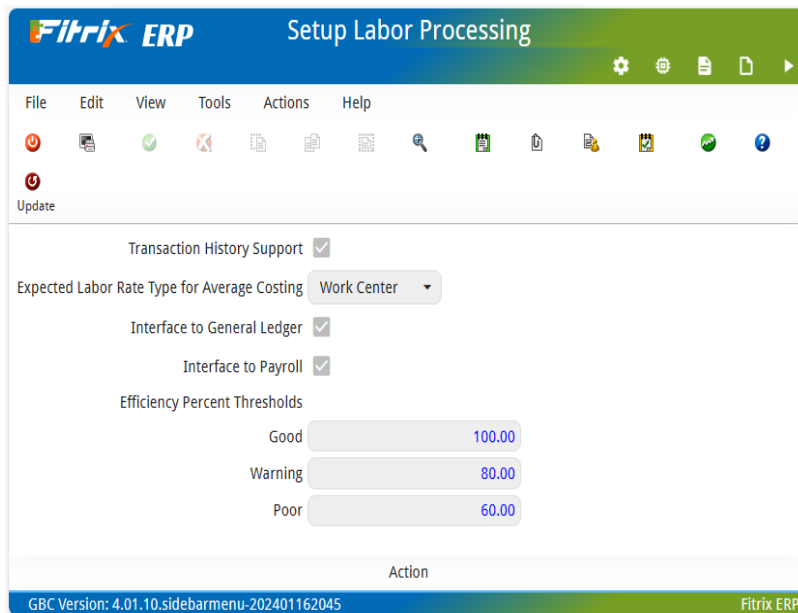 Fitrix ERP
Setup Labor Processing
File Edit View Tools Actions Help
Update
Transaction History Support
Expected Labor Rate Type for Average Costing Work Center
Interface to General Ledger
Interface to Payroll
Efficiency Percent Thresholds
Good 100.00
Warning 80.00
Poor 60.00
Action
GBC Version: 4.01.10.sidebarmenu-202401162045 Fitrix ERP